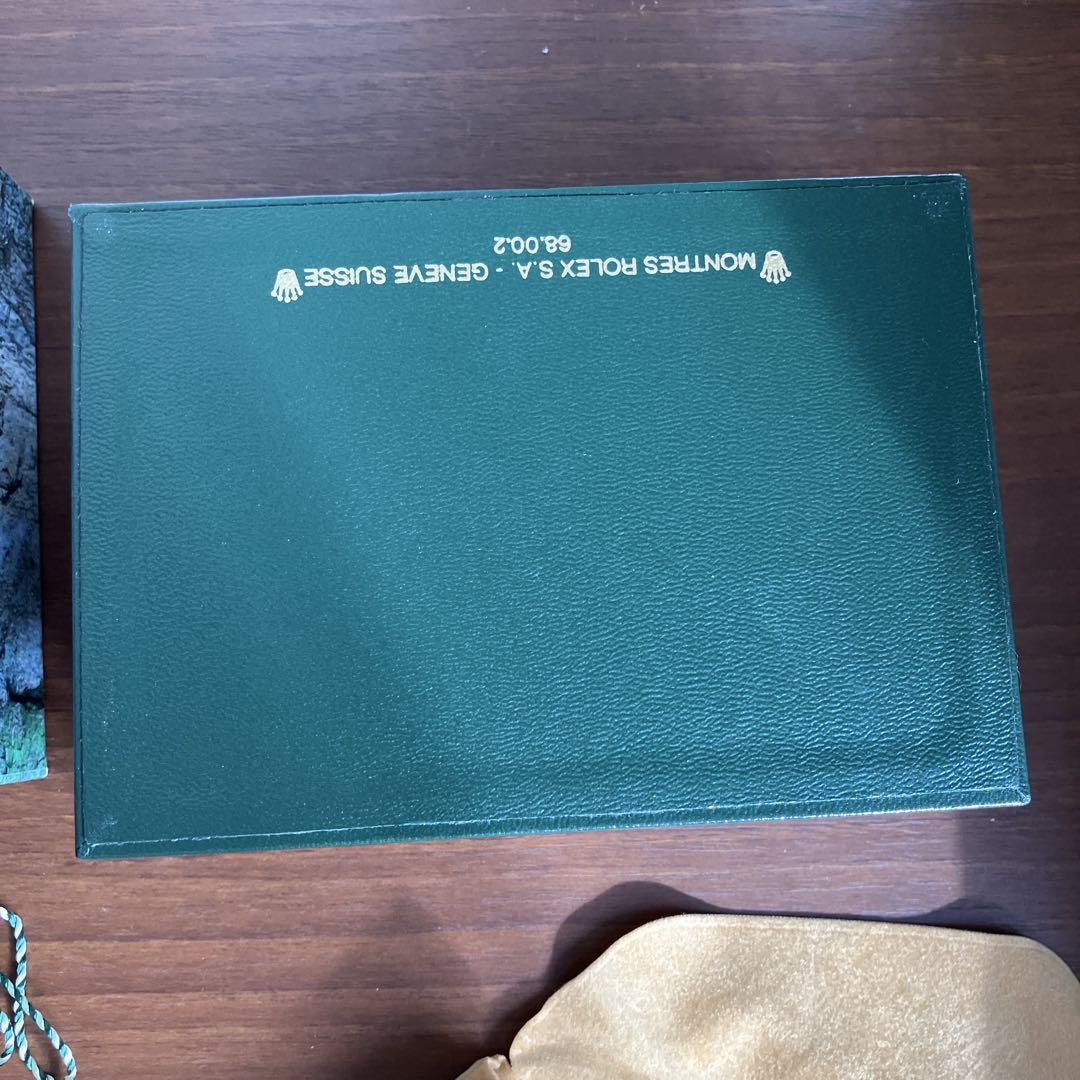 MONTRES ROLEX S.A. - GENEVE SUISSE
68.00.2